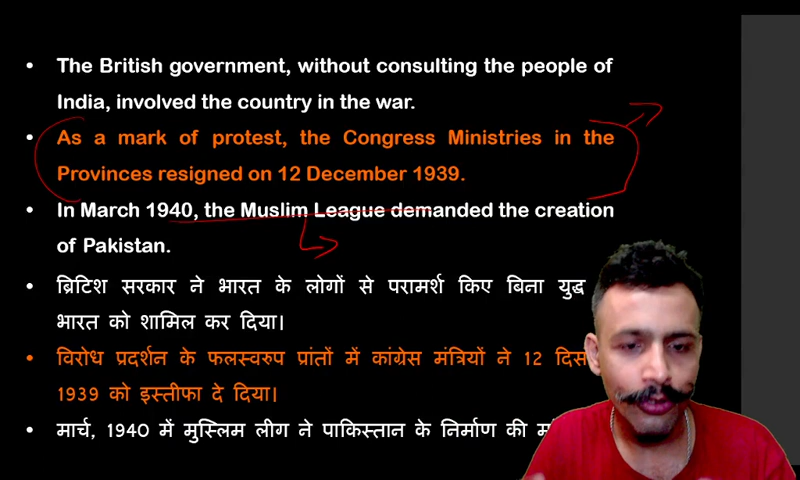 The British government, without consulting the people of
India, involved the country in the war.
As a mark of protest, the Congress Ministries in the
Provinces resigned on 12 December 1939.
In March 1940, the Muslim League demanded the creation
of Pakistan.
ब्रिटिश सरकार ने भारत के लोगों से परामर्श किए बिना युद्ध
भारत को शामिल कर दिया।
विरोध प्रदर्शन के फलस्वरुप प्रांतों में कांग्रेस मंत्रियों ने 12
1939 को इस्तीफा दे दिया।
मार्च, 1940 में मुस्लिम लीग ने पाकिस्तान के निर्माण की